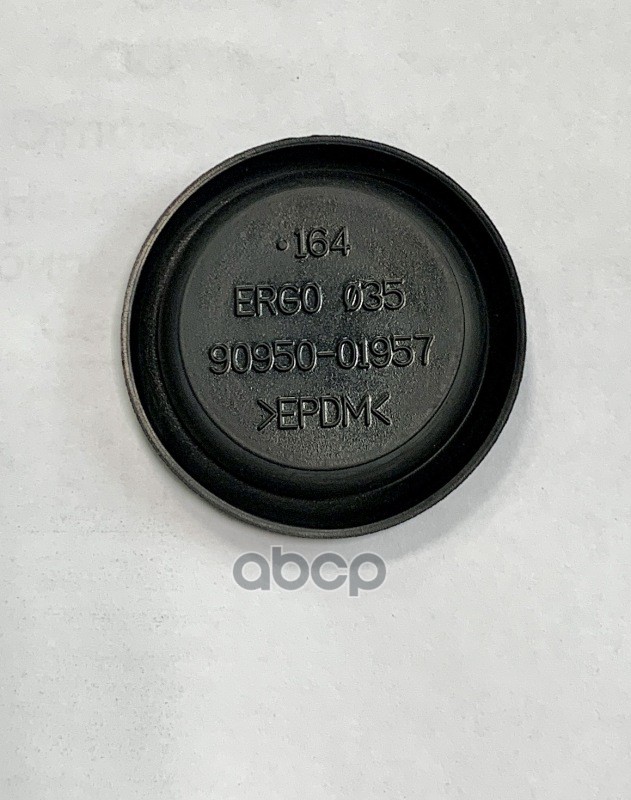 164
ERGO Ø35
90950-01957
>EPDM<
abcp